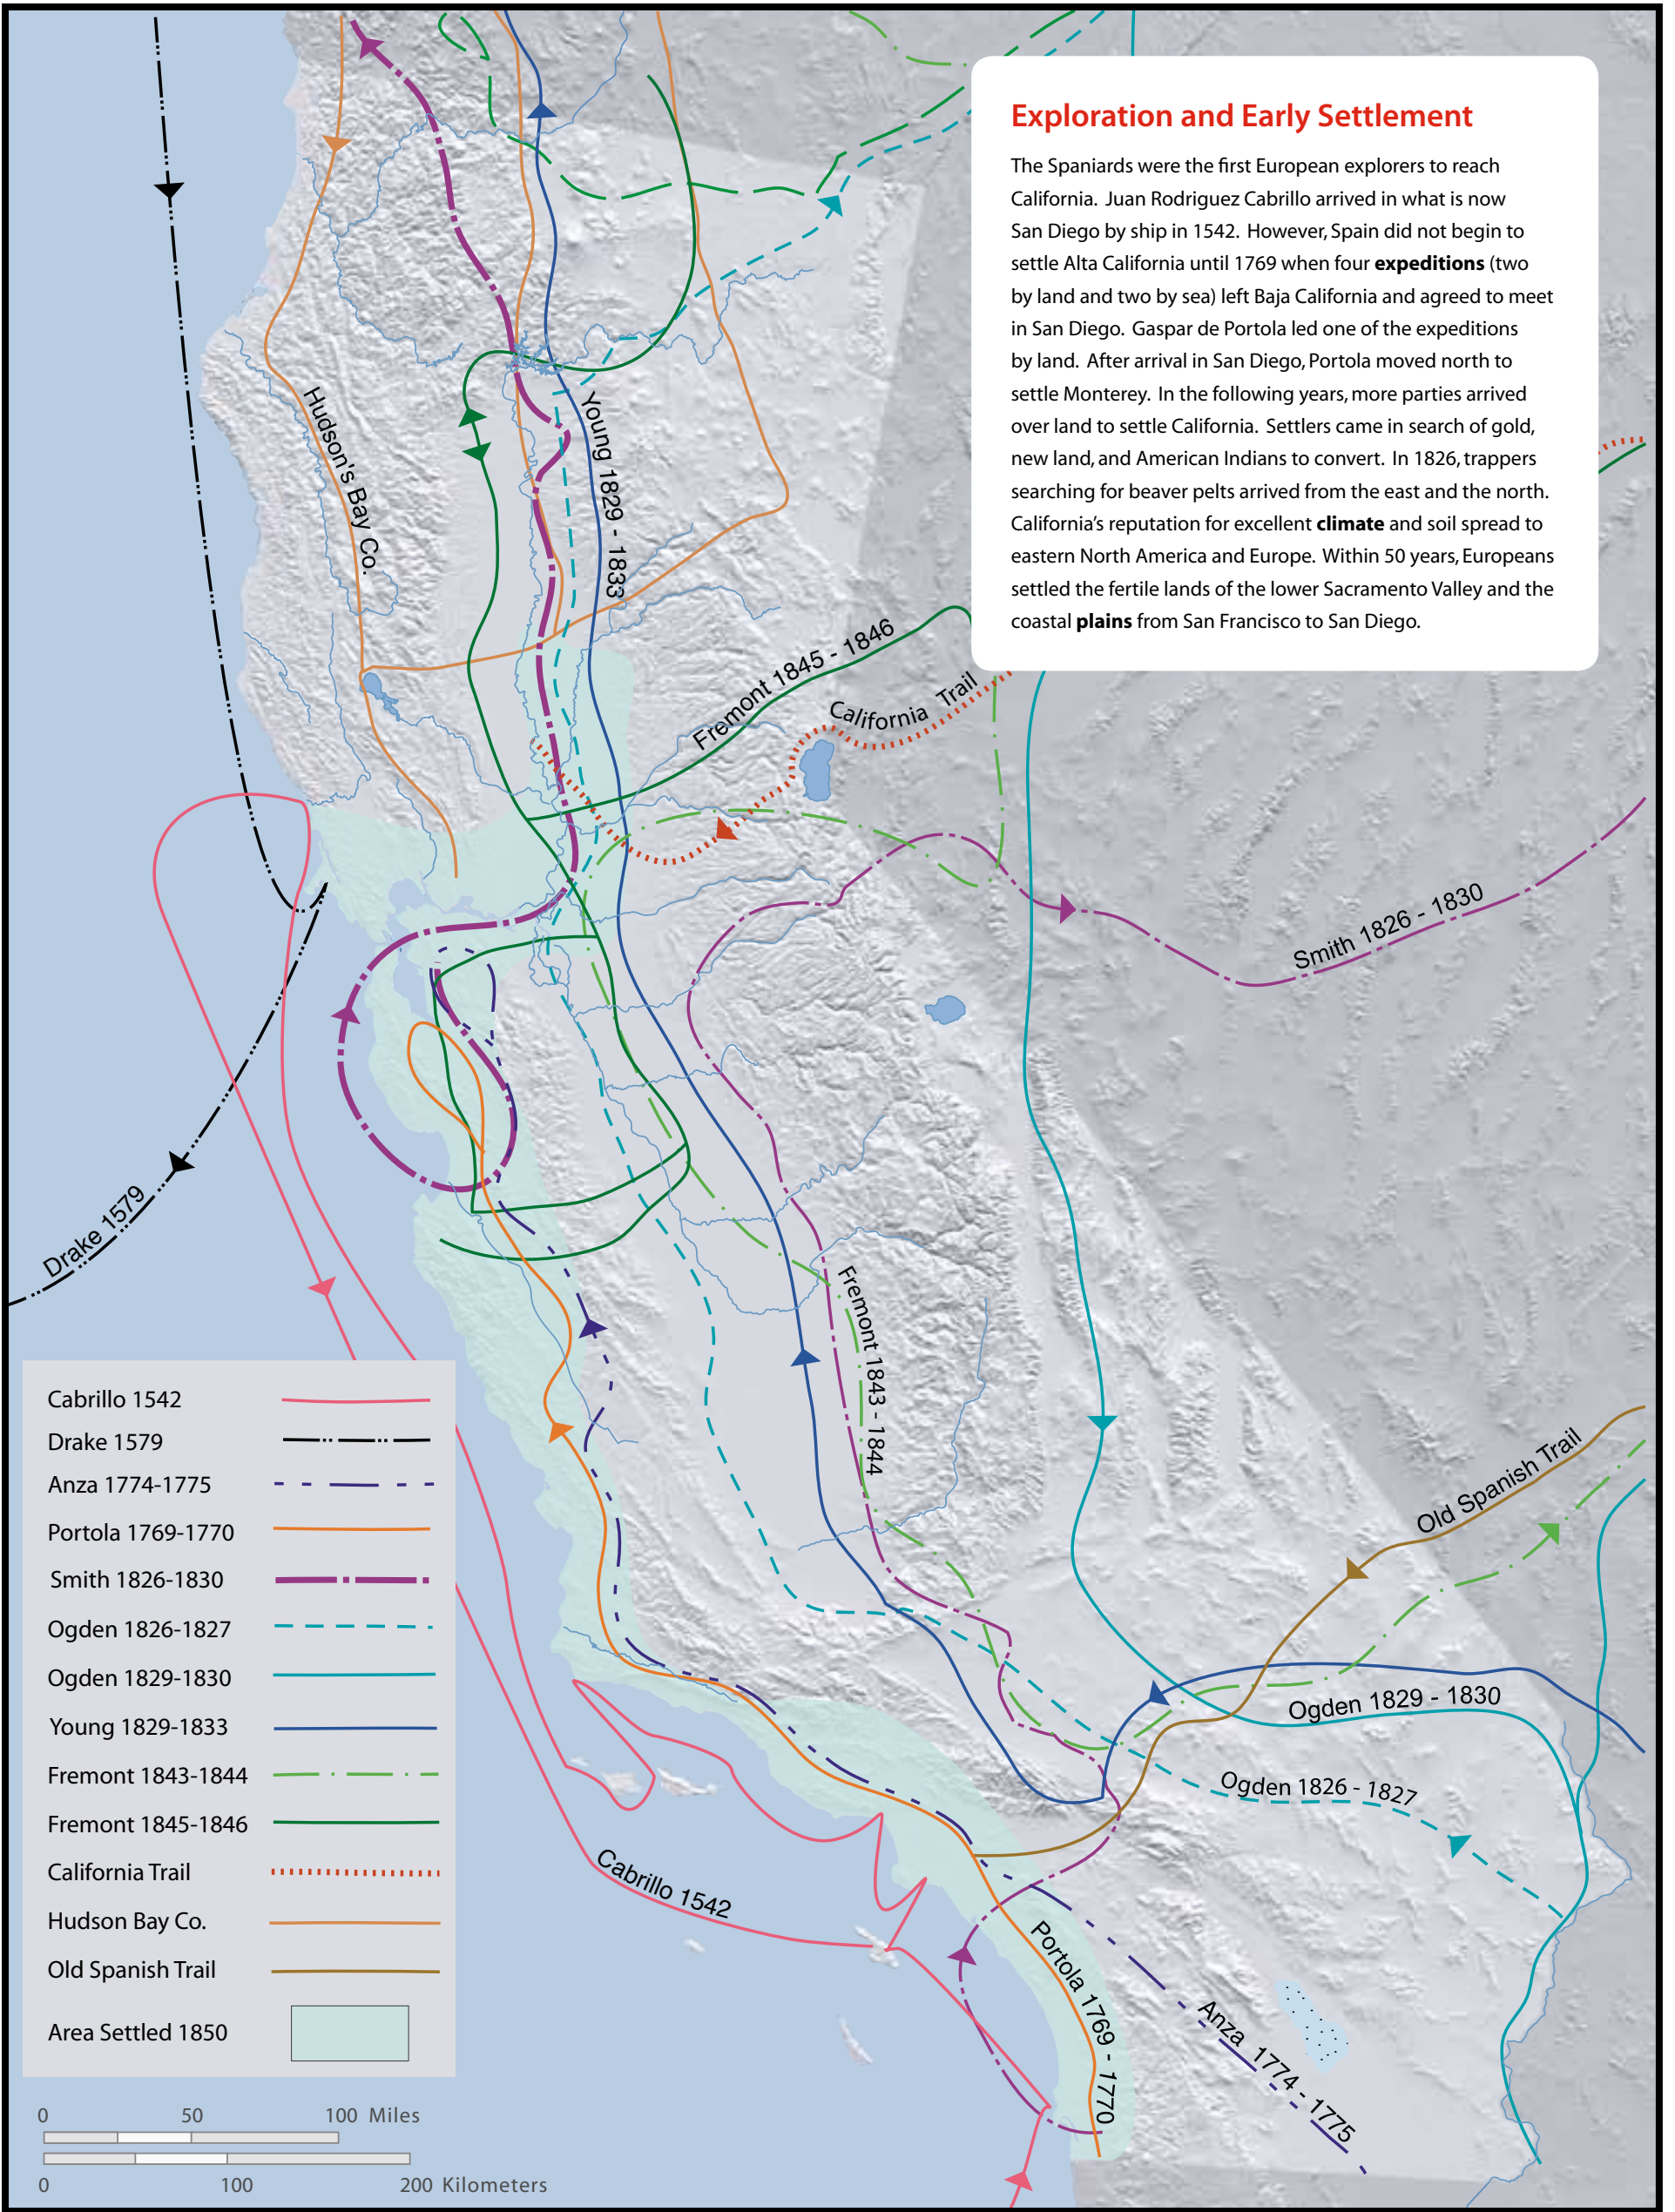 Exploration and Early Settlement
The Spaniards were the first European explorers to reach
California. Juan Rodriguez Cabrillo arrived in what is now
San Diego by ship in 1542. However, Spain did not begin to
settle Alta California until 1769 when four expeditions (two
by land and two by sea) left Baja California and agreed to meet
in San Diego. Gaspar de Portola led one of the expeditions
by land. After arrival in San Diego, Portola moved north to
settle Monterey. In the following years, more parties arrived
over land to settle California. Settlers came in search of gold,
new land, and American Indians to convert. In 1826, trappers
searching for beaver pelts arrived from the east and the north.
California's reputation for excellent climate and soil spread to
eastern North America and Europe. Within 50 years, Europeans
settled the fertile lands of the lower Sacramento Valley and the
coastal plains from San Francisco to San Diego.
Hudson's Bay Co.
Young 1829 - 1833
Fremont 1845 - 1846
California Trail
Smith 1826 - 1830
Drake 1579
Fremont 1843 - 1844
Old Spanish Trail
Ogden 1829 - 1830
Ogden 1826 - 1827
Cabrillo 1542
Portola 1769 - 1770
Anza 1774 - 1775
Cabrillo 1542
Drake 1579
Anza 1774-1775
Portola 1769-1770
Smith 1826-1830
Ogden 1826-1827
Ogden 1829-1830
Young 1829-1833
Fremont 1843-1844
Fremont 1845-1846
California Trail
Hudson Bay Co.
Old Spanish Trail
Area Settled 1850
0 50 100 Miles
0 100 200 Kilometers